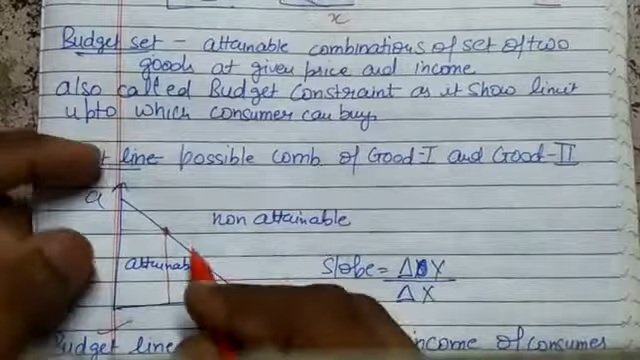 x
Budget set - attainable combinations of set of two
goods at given price and income
also called Budget Constraint as it show limit
upto which consumer can buy.
line - possible comb of Good-I and Good-II
a
non attainable
attainab
Slope = ΔY
ΔX
Budget line
income of consumers